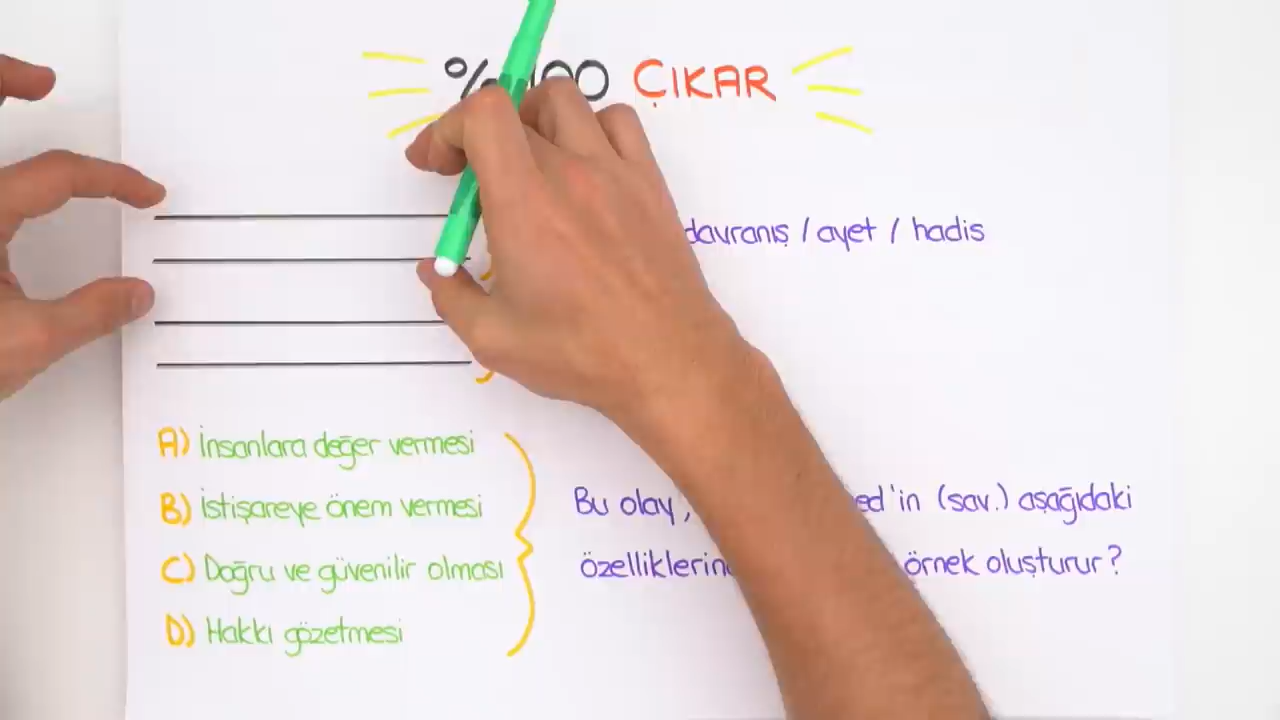 % 100 ÇIKAR
davranış / ayet / hadis
A) İnsanlara değer vermesi
B) İstişareye önem vermesi
C) Doğru ve güvenilir olması
D) Hakkı gözetmesi
Bu olay, ed'in (sav.) aşağıdaki
örnek oluşturur?